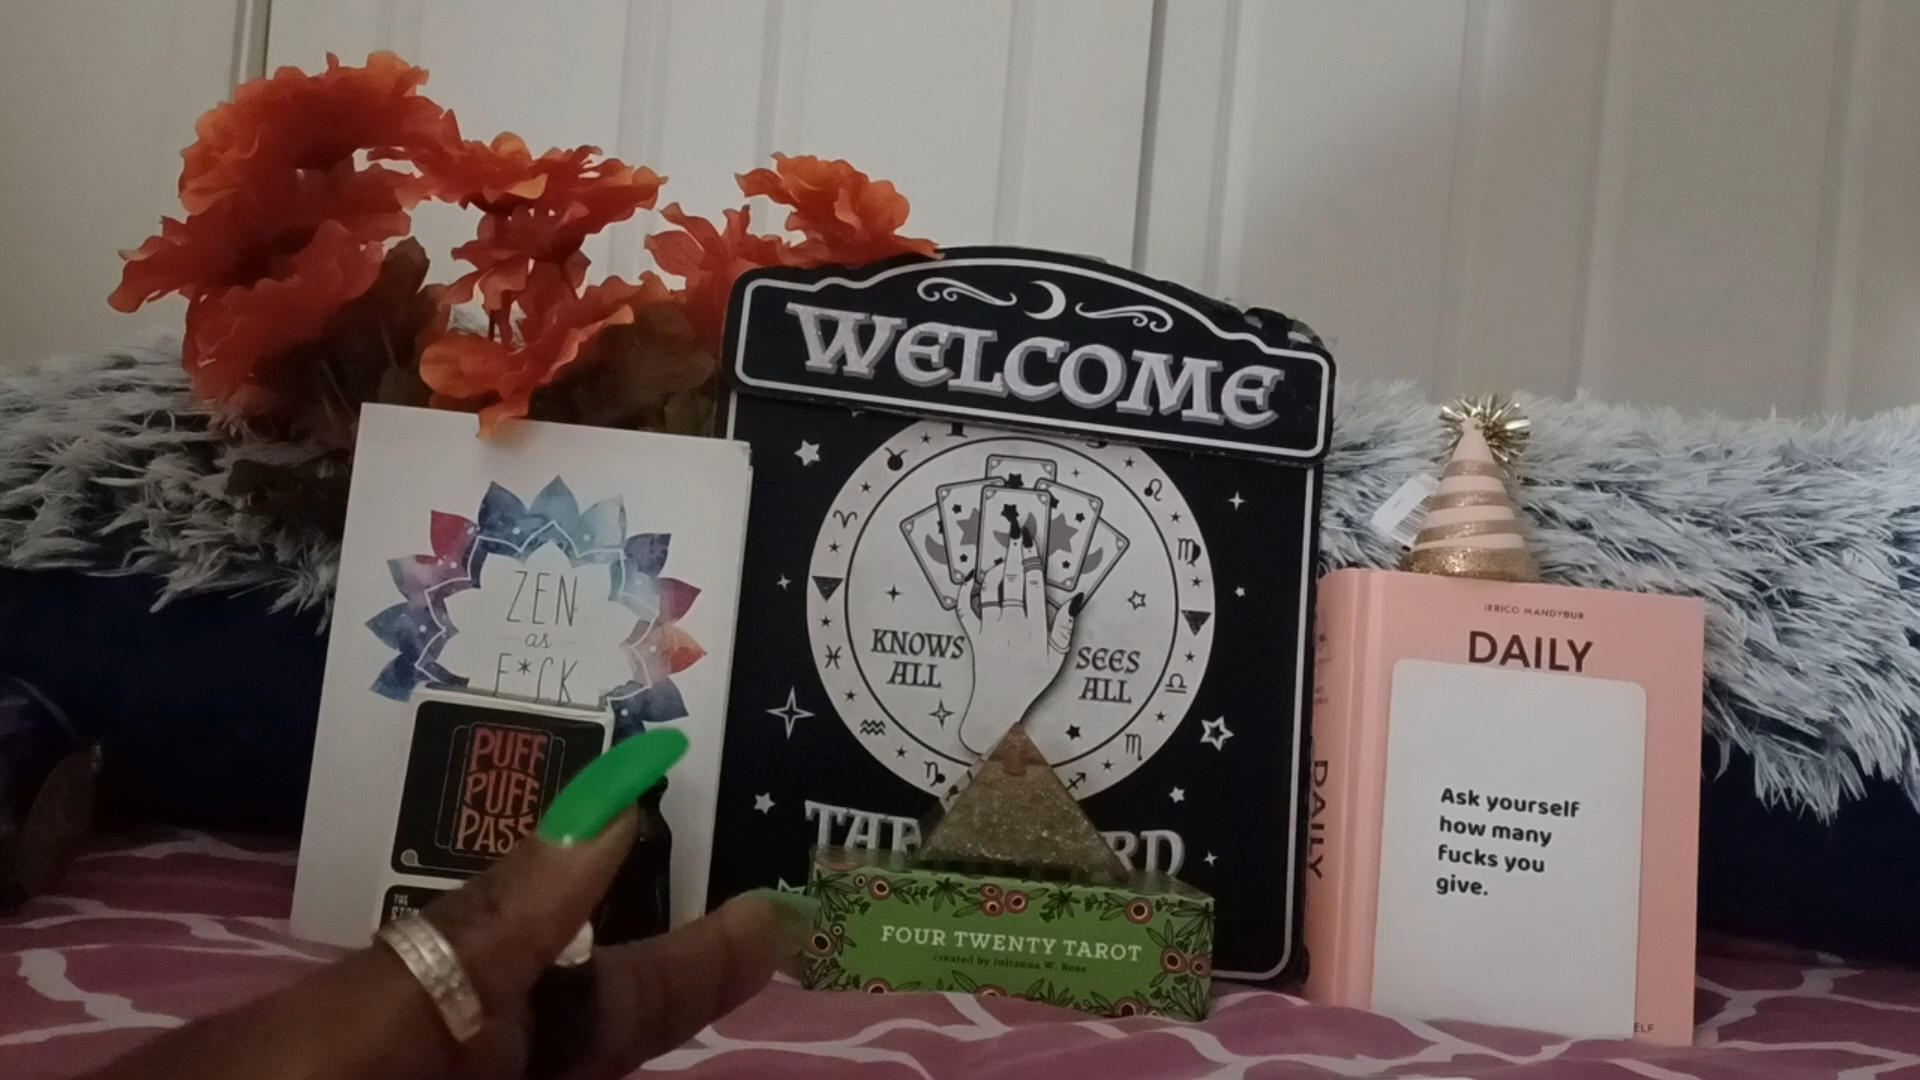 WELCOME
KNOWS
ALL
SEES
ALL
ZEN
as
F*CK
PUFF
PUFF
PASS
THE
FOUR TWENTY TAROT
created by Julianna W. Rose
JERICO MANDYBUR
DAILY
DAILY
Ask yourself
how many
fucks you
give.